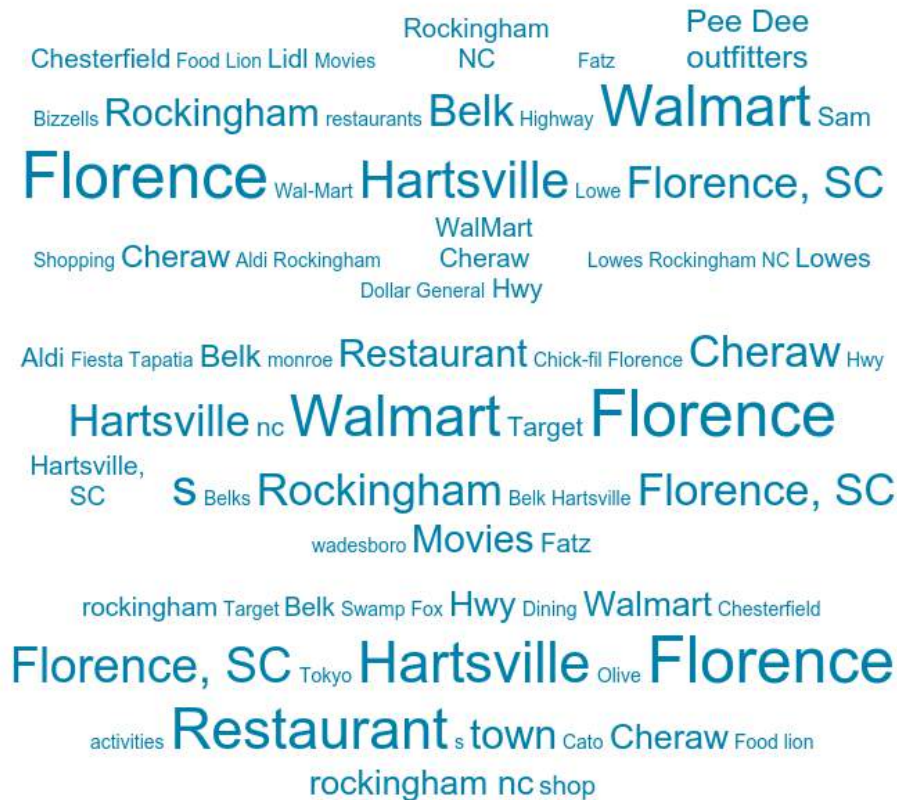 Chesterfield Food Lion Lidl Movies Rockingham NC Fatz Pee Dee outfitters
Bizzells Rockingham restaurants Belk Highway Walmart Sam
Florence Wal-Mart Hartsville Lowe Florence, SC
Shopping Cheraw Aldi Rockingham WalMart Cheraw Lowes Rockingham NC Lowes
Dollar General Hwy
Aldi Fiesta Tapatia Belk monroe Restaurant Chick-fil Florence Cheraw Hwy
Hartsville nc Walmart Target Florence
Hartsville, SC s Belks Rockingham Belk Hartsville Florence, SC
wadesboro Movies Fatz
rockingham Target Belk Swamp Fox Hwy Dining Walmart Chesterfield
Florence, SC Tokyo Hartsville Olive Florence
activities Restaurant s town Cato Cheraw Food lion
rockingham nc shop